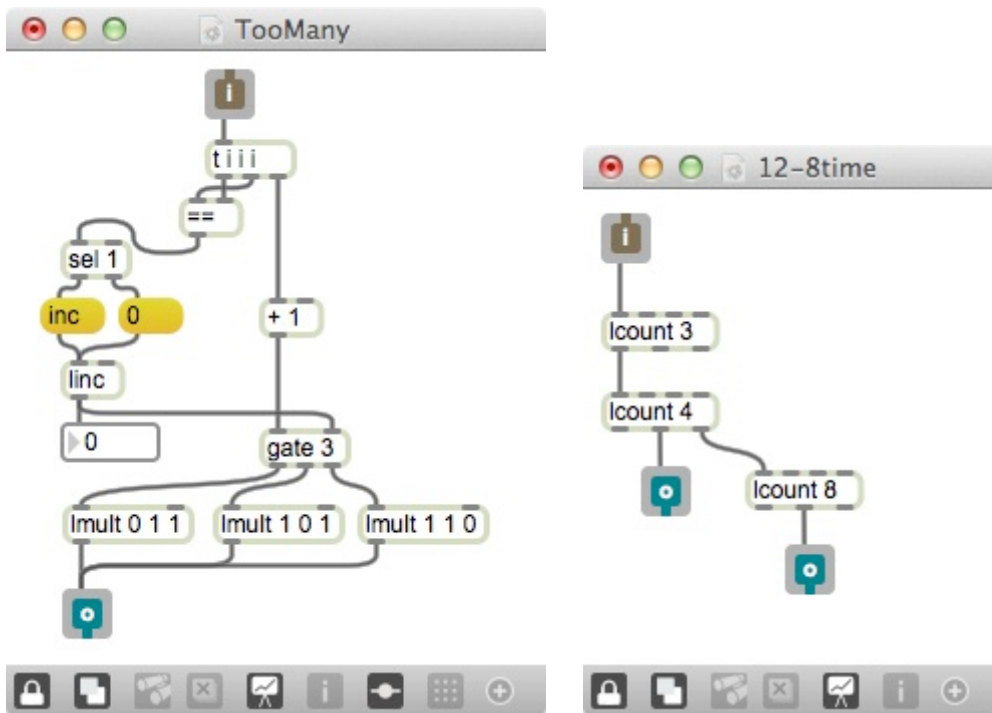 TooMany
i
t i i i
==
sel 1
inc
0
+ 1
linc
0
gate 3
lmult 0 1 1
lmult 1 0 1
lmult 1 1 0
i
12-8time
i
lcount 3
lcount 4
lcount 8
i